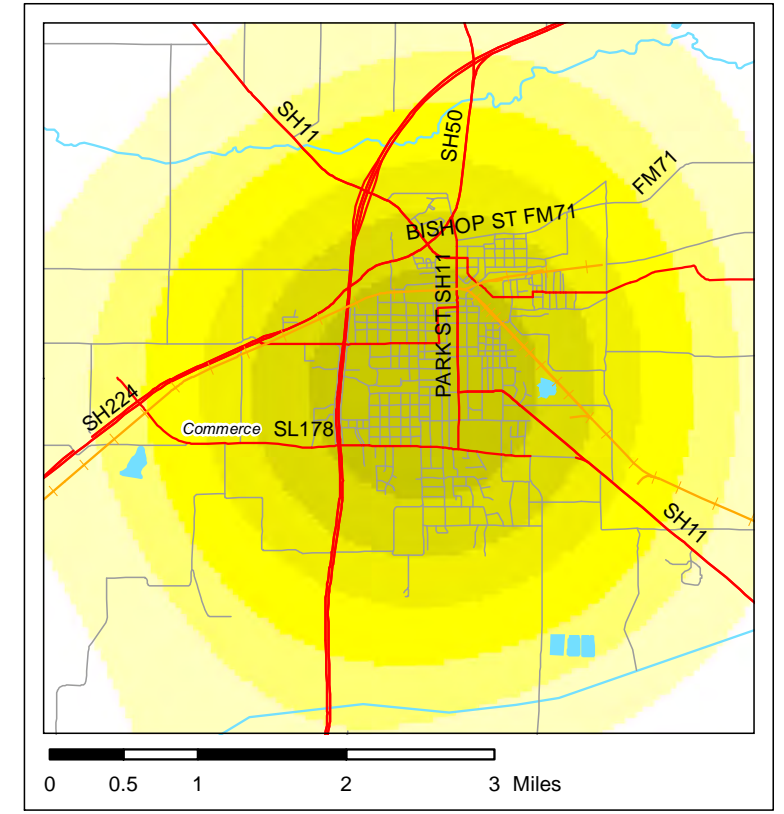 SH11
SH50
FM71
BISHOP ST FM71
PARK ST SH11
SH224
Commerce
SL178
SH11
0 0.5 1 2 3 Miles